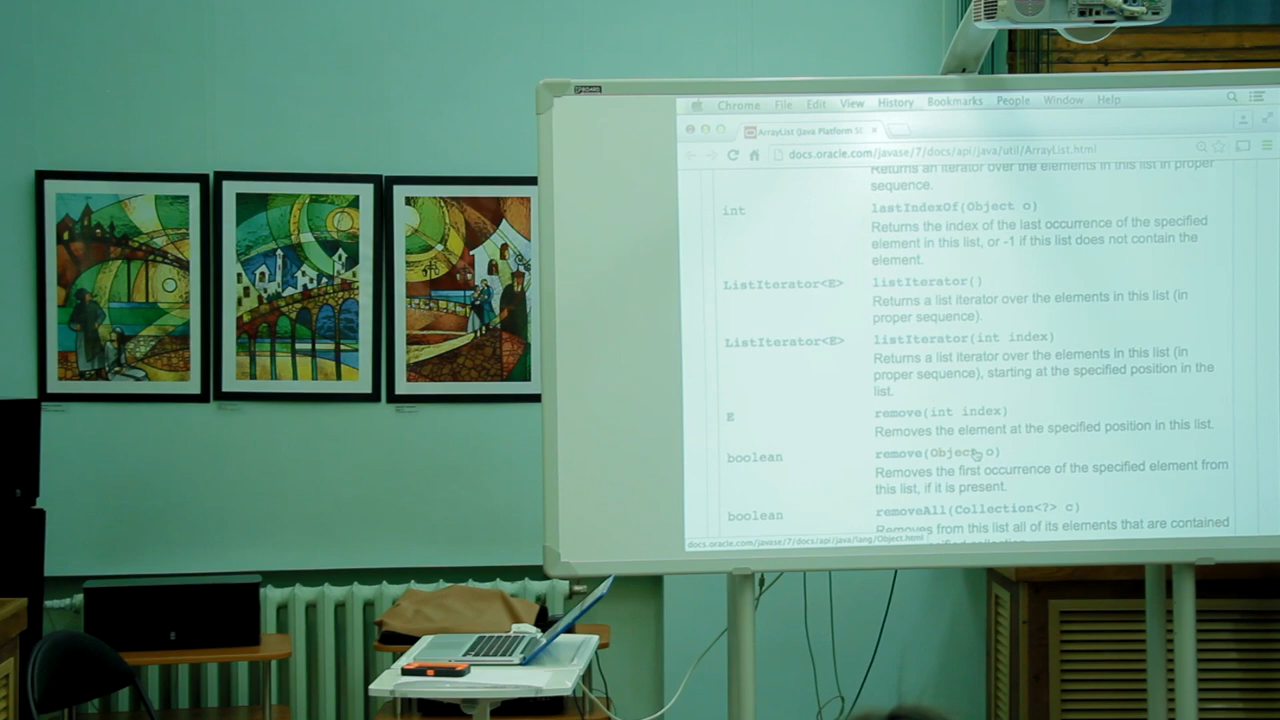 IPBOARD
Chrome File Edit View History Bookmarks People Window Help
ArrayList (Java Platform SE
docs.oracle.com/javase/7/docs/api/java/util/ArrayList.html
Returns an iterator over the elements in this list in proper
sequence.
int lastIndexOf(Object o)
Returns the index of the last occurrence of the specified
element in this list, or -1 if this list does not contain the
element.
ListIterator<E> listIterator()
Returns a list iterator over the elements in this list (in
proper sequence).
ListIterator<E> listIterator(int index)
Returns a list iterator over the elements in this list (in
proper sequence), starting at the specified position in the
list.
E remove(int index)
Removes the element at the specified position in this list.
boolean remove(Object o)
Removes the first occurrence of the specified element from
this list, if it is present.
boolean removeAll(Collection<?> c)
Removes from this list all of its elements that are contained
docs.oracle.com/javase/7/docs/api/java/lang/Object.html